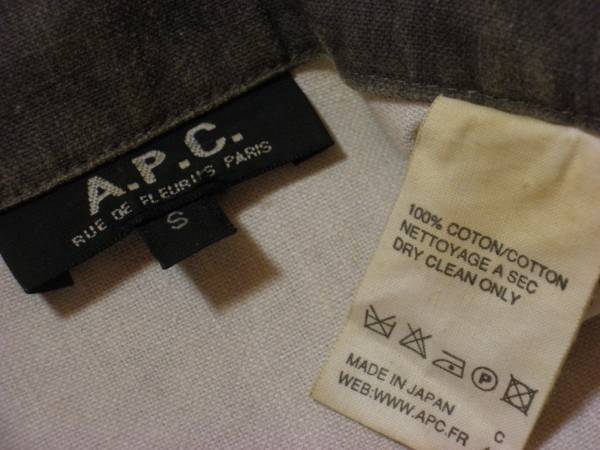 A.P.C.
RUE DE FLEURUS PARIS
S
100% COTON/COTTON
NETTOYAGE A SEC
DRY CLEAN ONLY
P
MADE IN JAPAN
WEB:WWW.APC.FR
C